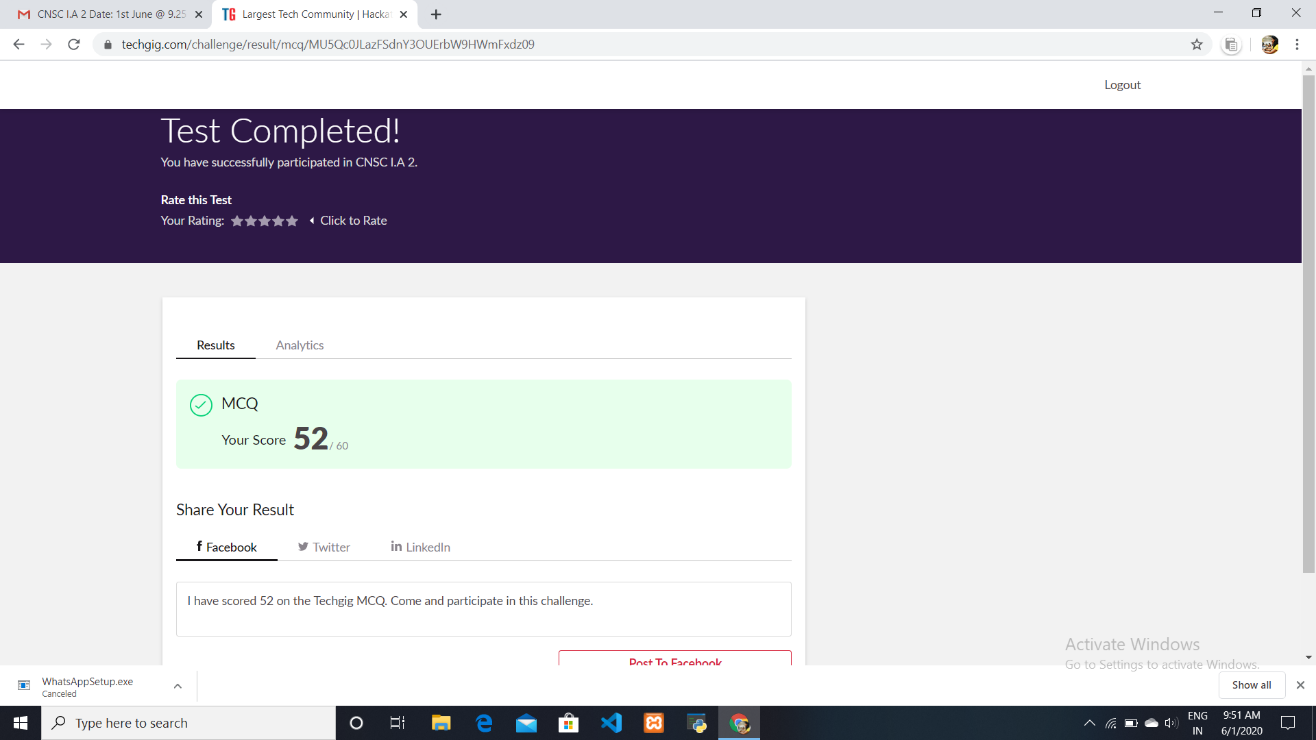 CNSC I.A 2 Date: 1st June @ 9.25
TG Largest Tech Community | Hacka
techgig.com/challenge/result/mcq/MU5Qc0JLazFSdnY3OUErbW9HWmFxdz09
Logout
Test Completed!
You have successfully participated in CNSC I.A 2.
Rate this Test
Your Rating: Click to Rate
Results Analytics
MCQ
Your Score 52 / 60
Share Your Result
Facebook Twitter LinkedIn
I have scored 52 on the Techgig MCQ. Come and participate in this challenge.
Post To Facebook
Activate Windows
Go to Settings to activate Windows.
WhatsAppSetup.exe
Canceled
Show all
Type here to search
ENG
IN
9:51 AM
6/1/2020